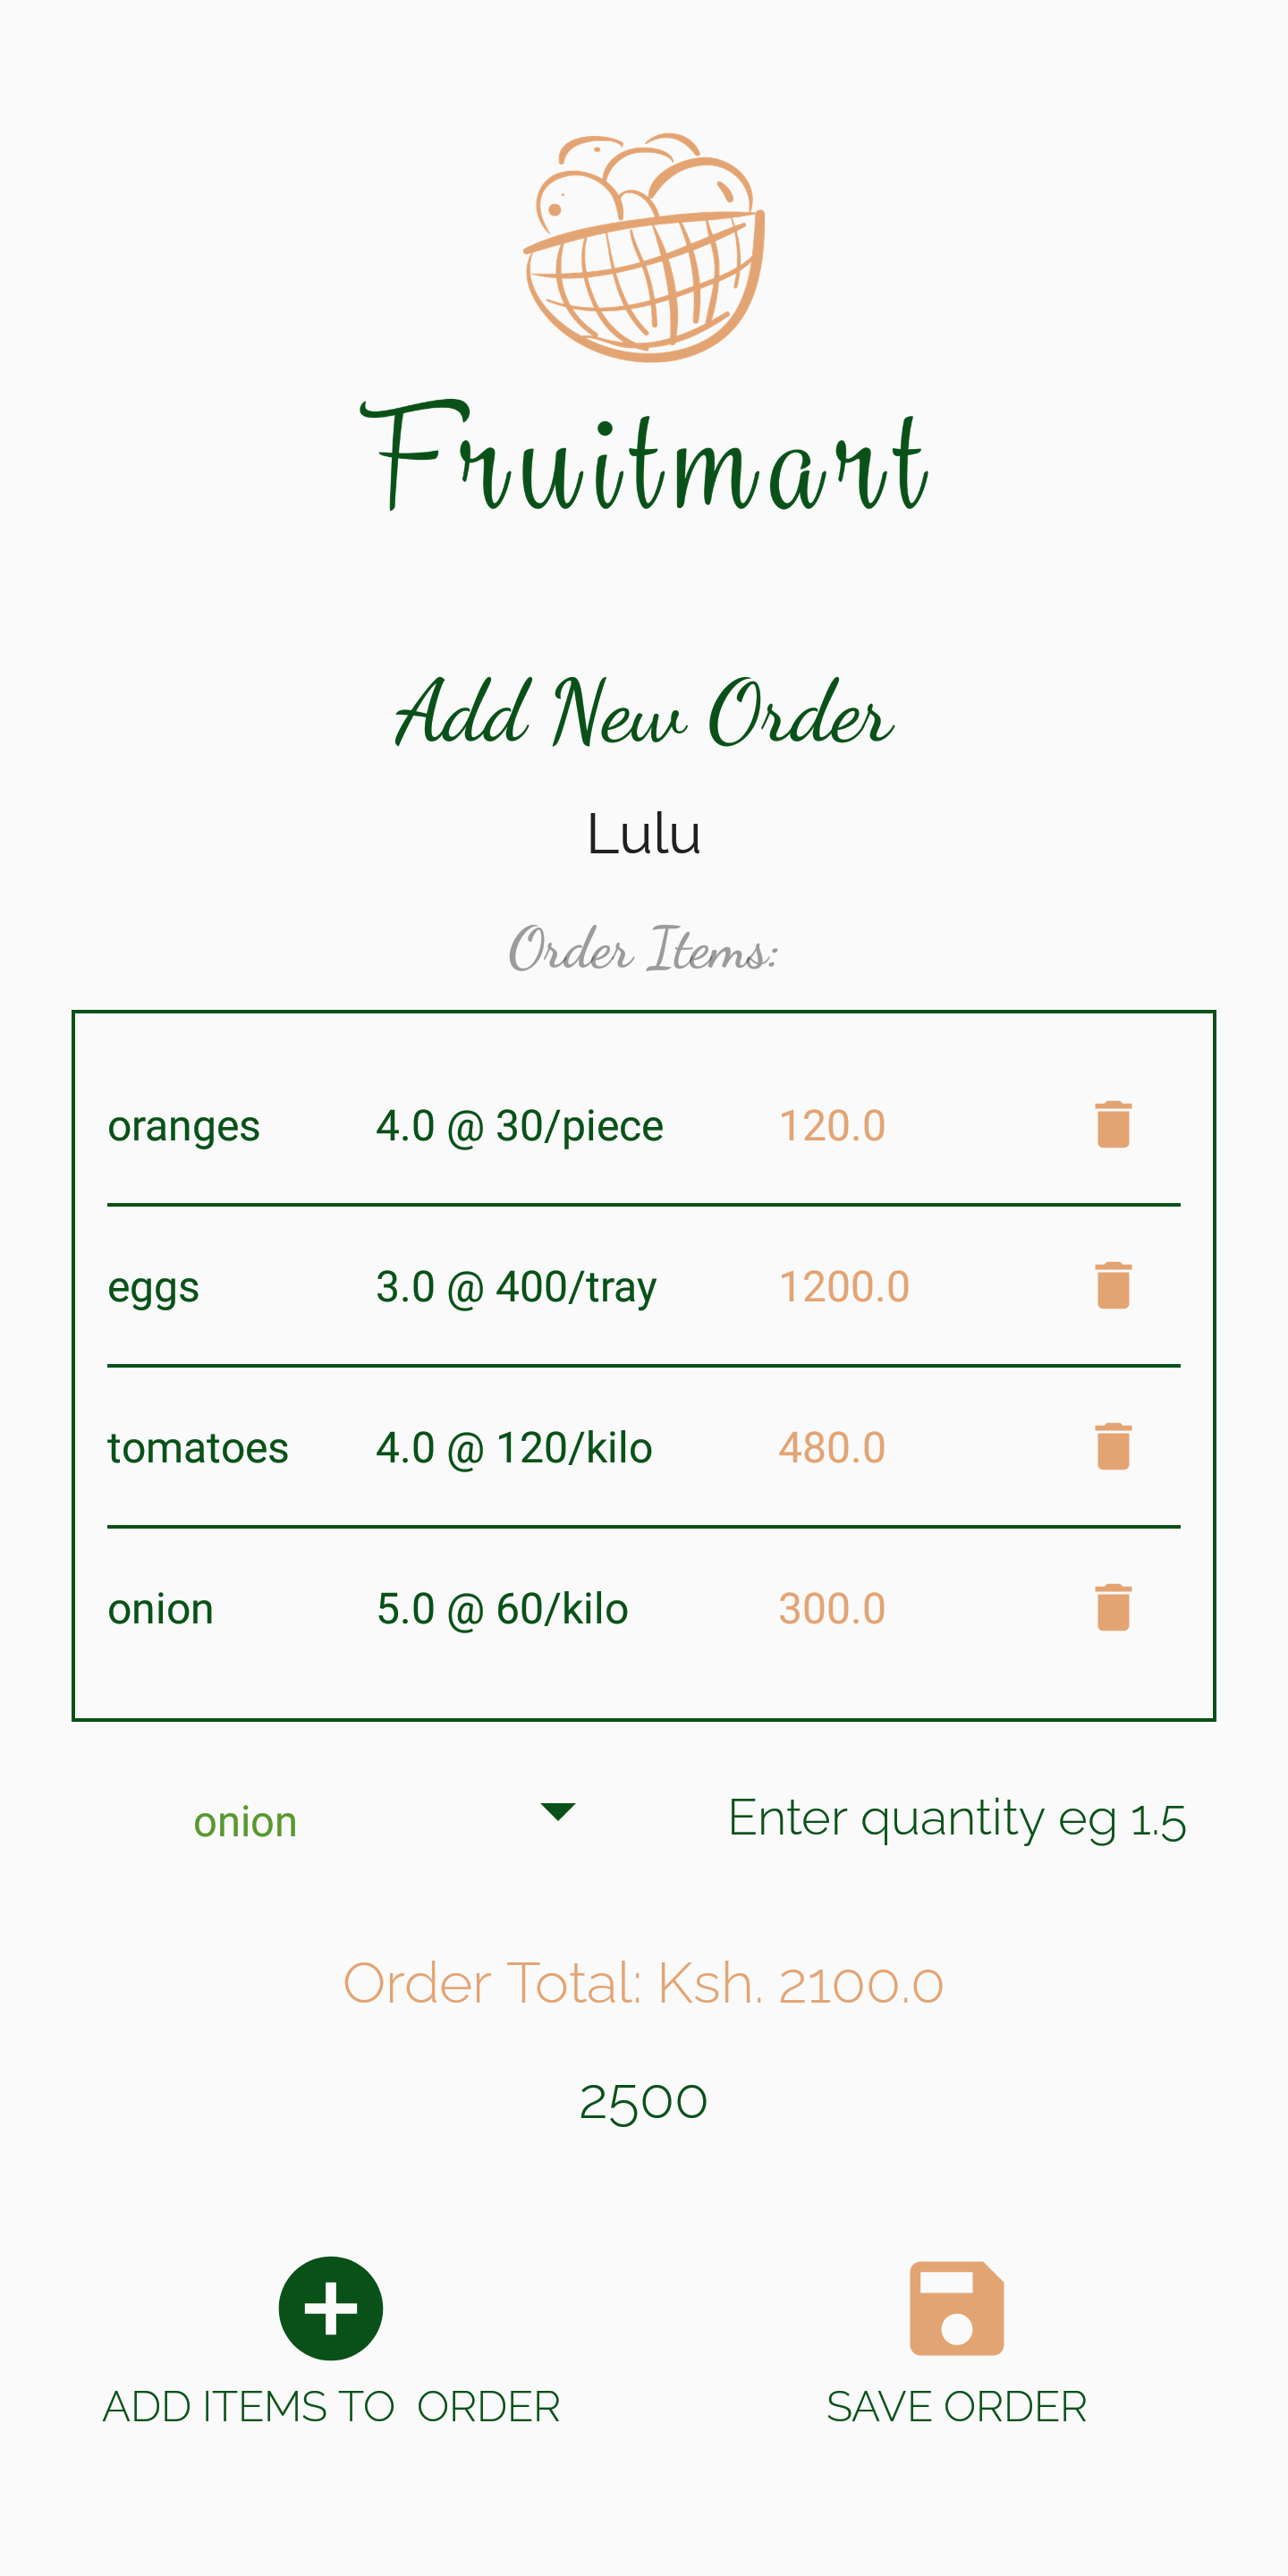 Fruitmart
Add New Order
Lulu
Order Items:
oranges 4.0 @ 30/piece 120.0
eggs 3.0 @ 400/tray 1200.0
tomatoes 4.0 @ 120/kilo 480.0
onion 5.0 @ 60/kilo 300.0
onion Enter quantity eg 1.5
Order Total: Ksh. 2100.0
2500
ADD ITEMS TO  ORDER SAVE ORDER